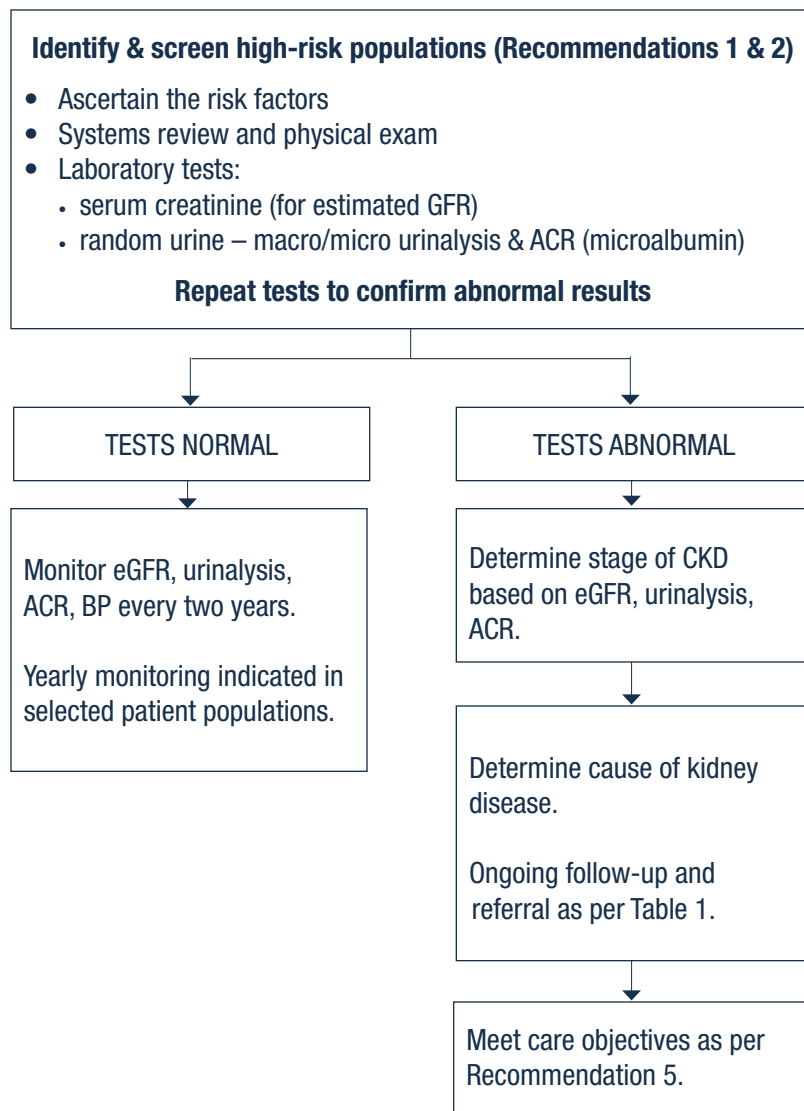 Identify & screen high-risk populations (Recommendations 1 & 2)
• Ascertain the risk factors
• Systems review and physical exam
• Laboratory tests:
• serum creatinine (for estimated GFR)
• random urine – macro/micro urinalysis & ACR (microalbumin)
Repeat tests to confirm abnormal results
TESTS NORMAL
TESTS ABNORMAL
Monitor eGFR, urinalysis,
ACR, BP every two years.
Yearly monitoring indicated in
selected patient populations.
Determine stage of CKD
based on eGFR, urinalysis,
ACR.
Determine cause of kidney
disease.
Ongoing follow-up and
referral as per Table 1.
Meet care objectives as per
Recommendation 5.